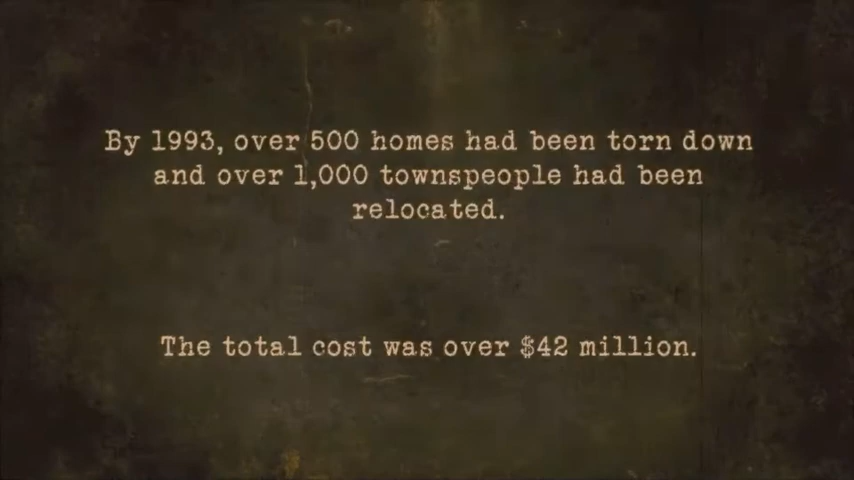 By 1993, over 500 homes had been torn down
and over 1,000 townspeople had been
relocated.
The total cost was over $42 million.